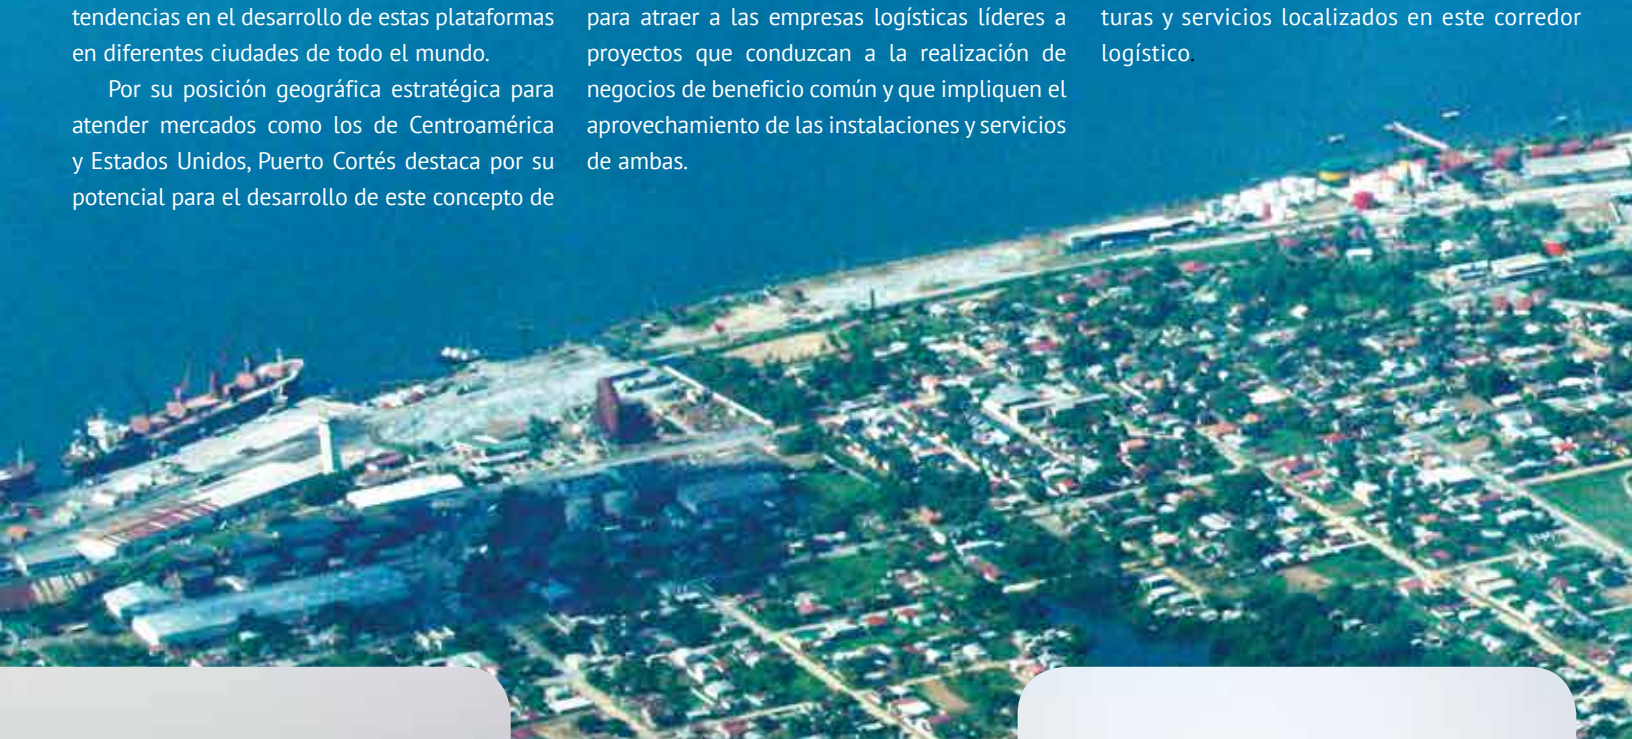 tendencias en el desarrollo de estas plataformas
en diferentes ciudades de todo el mundo.
Por su posición geográfica estratégica para
atender mercados como los de Centroamérica
y Estados Unidos, Puerto Cortés destaca por su
potencial para el desarrollo de este concepto de
para atraer a las empresas logísticas líderes a
proyectos que conduzcan a la realización de
negocios de beneficio común y que impliquen el
aprovechamiento de las instalaciones y servicios
de ambas.
turas y servicios localizados en este corredor
logístico.